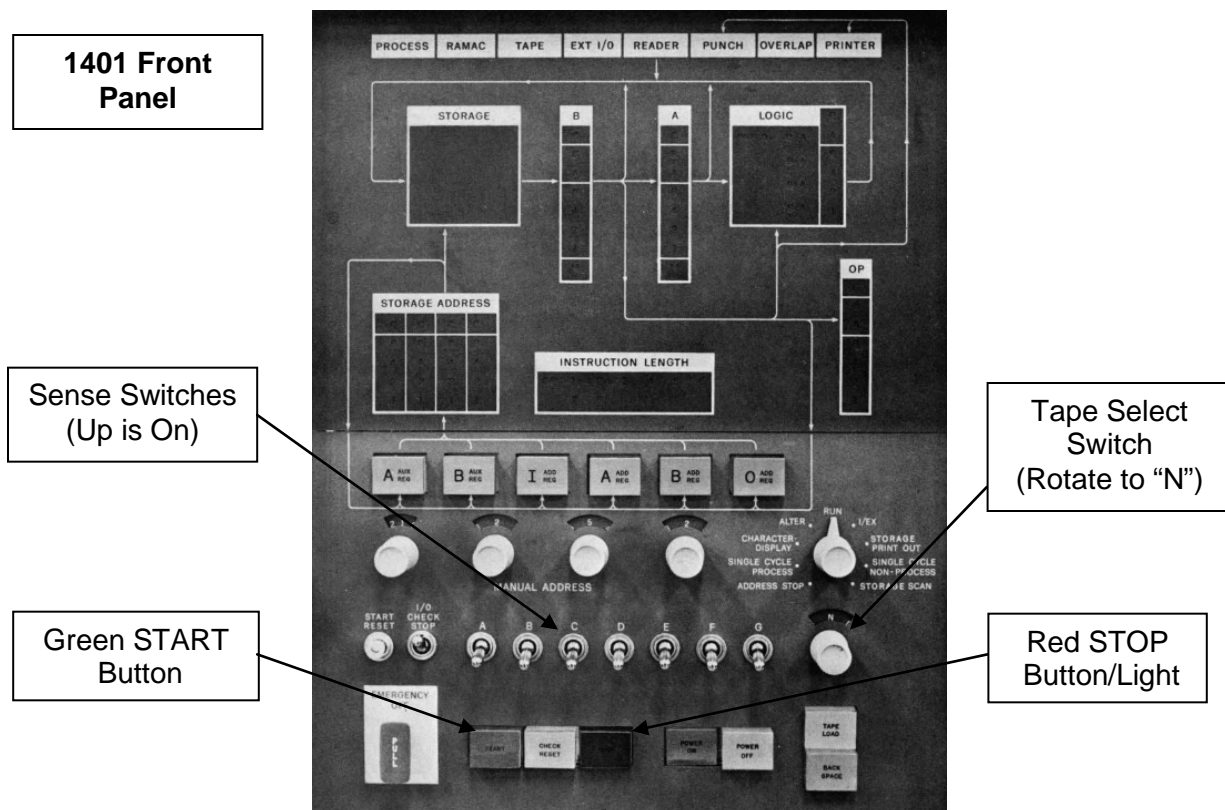 1401 Front
Panel
PROCESS RAMAC TAPE EXT I/O READER PUNCH OVERLAP PRINTER
STORAGE B A LOGIC
OP
STORAGE ADDRESS
INSTRUCTION LENGTH
Sense Switches
(Up is On)
Tape Select
Switch
(Rotate to “N”)
A AUX REG B AUX REG I ADD REG A ADD REG B ADD REG O ADD REG
2 5 2
MANUAL ADDRESS
RUN
ALTER I/EX
CHARACTER-DISPLAY STORAGE PRINT OUT
SINGLE CYCLE PROCESS SINGLE CYCLE NON-PROCESS
ADDRESS STOP STORAGE SCAN
START RESET
I/O CHECK STOP
A B C D E F G
N
Green START
Button
Red STOP
Button/Light
EMERGENCY
OFF
PULL
START CHECK RESET
POWER ON POWER OFF
TAPE LOAD
BACK SPACE